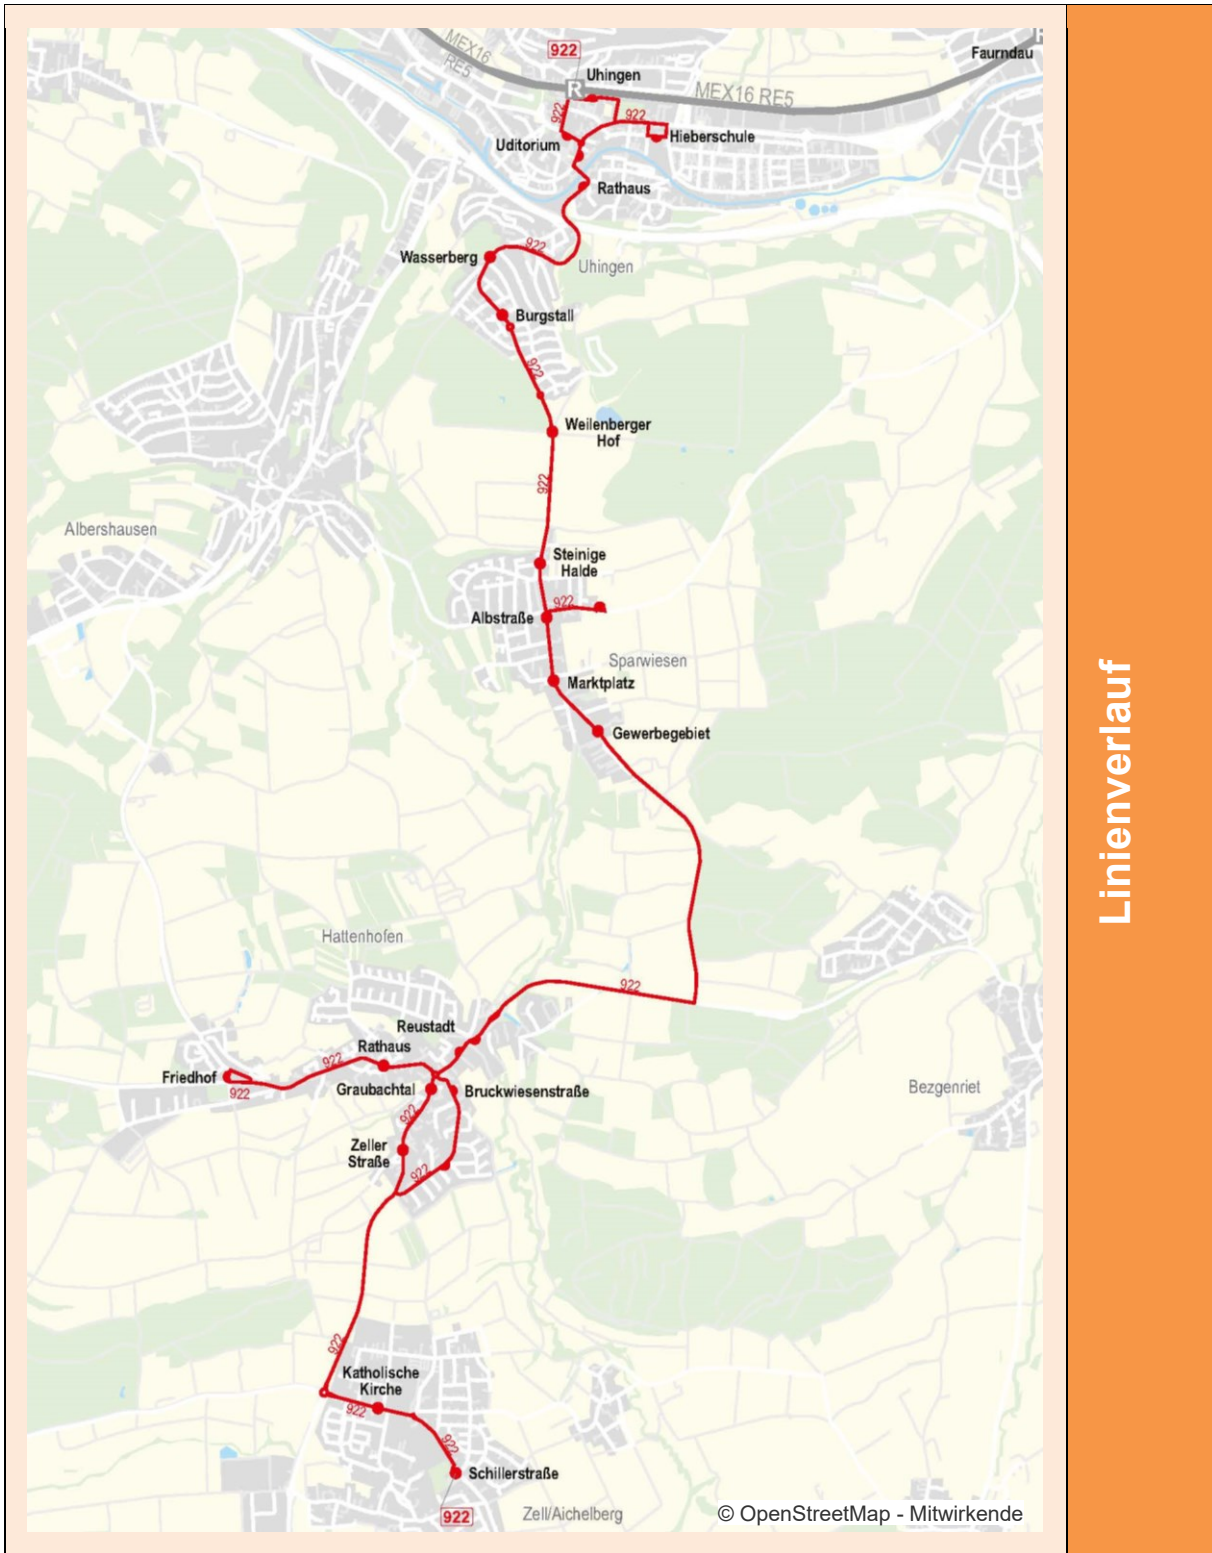 922
MEX16
RE5
Faurndau
Uhingen
R
MEX16 RE5
922
922
Hieberschule
Uditorium
Rathaus
922
Wasserberg
Uhingen
Burgstall
922
Weilenberger
Hof
922
Albershausen
Steinige
Halde
922
Albstraße
Sparwiesen
Marktplatz
Gewerbegebiet
Linienverlauf
Hattenhofen
922
Reustadt
Rathaus
922
Friedhof
922
Graubachtal
Bruckwiesenstraße
Bezgenriet
922
Zeller
Straße
922
922
Katholische
Kirche
922
922
Schillerstraße
922
Zell/Aichelberg
© OpenStreetMap - Mitwirkende